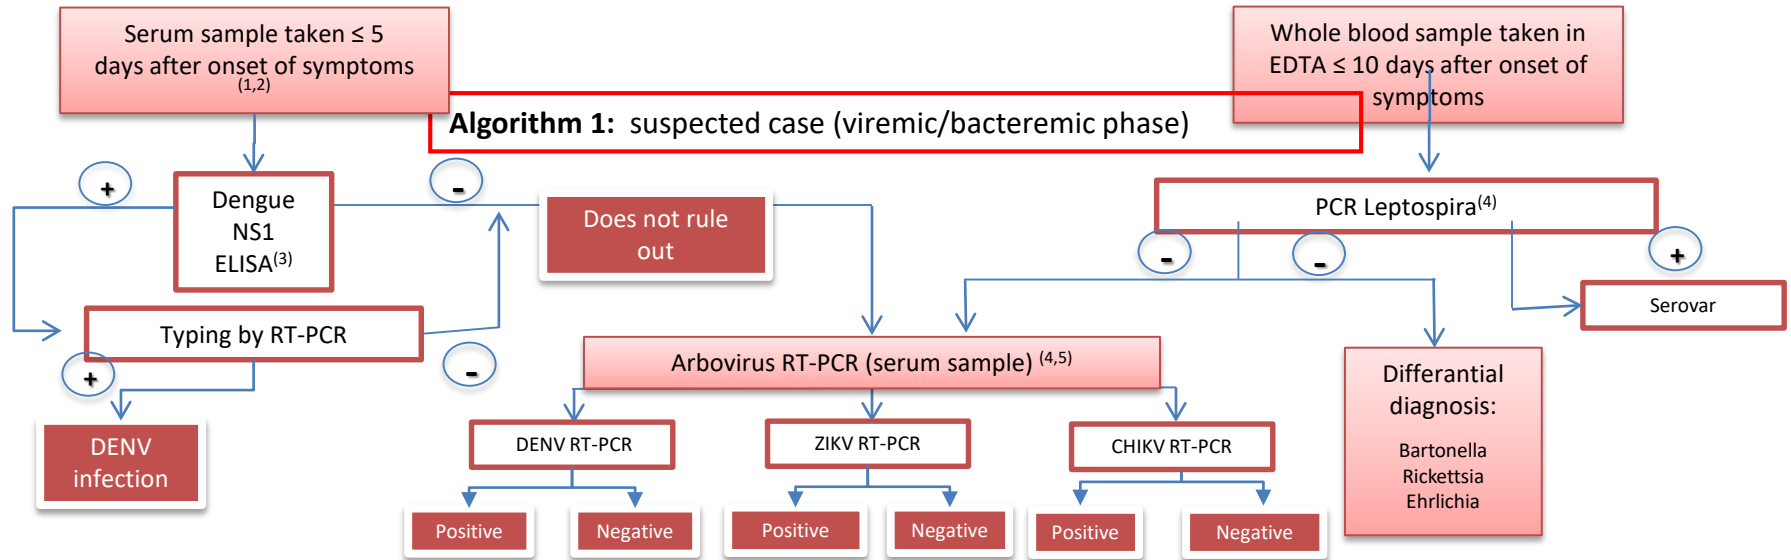 Serum sample taken ≤ 5
days after onset of symptoms
(1,2)
Whole blood sample taken in
EDTA ≤ 10 days after onset of
symptoms
Algorithm 1: suspected case (viremic/bacteremic phase)
+
-
Dengue
NS1
ELISA(3)
Does not rule
out
PCR Leptospira(4)
-
-
+
Serovar
Typing by RT-PCR
+
-
Arbovirus RT-PCR (serum sample) (4,5)
Differantial
diagnosis:
Bartonella
Rickettsia
Ehrlichia
DENV
infection
DENV RT-PCR
ZIKV RT-PCR
CHIKV RT-PCR
Positive
Negative
Positive
Negative
Positive
Negative